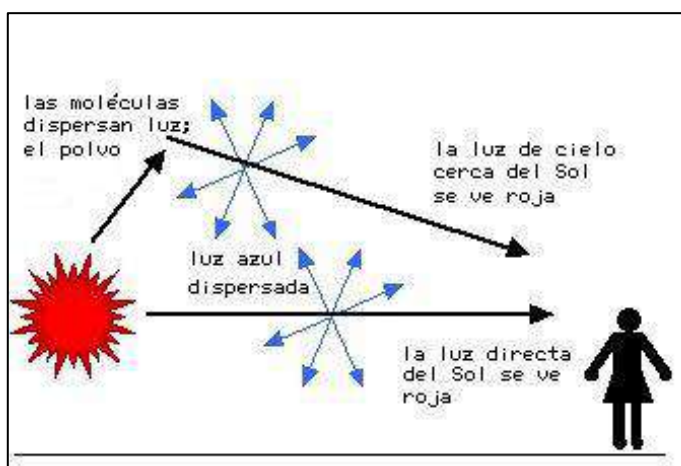 las moléculas
dispersan luz;
el polvo
la luz de cielo
cerca del Sol
se ve roja
luz azul
dispersada
la luz directa
del Sol se ve
roja